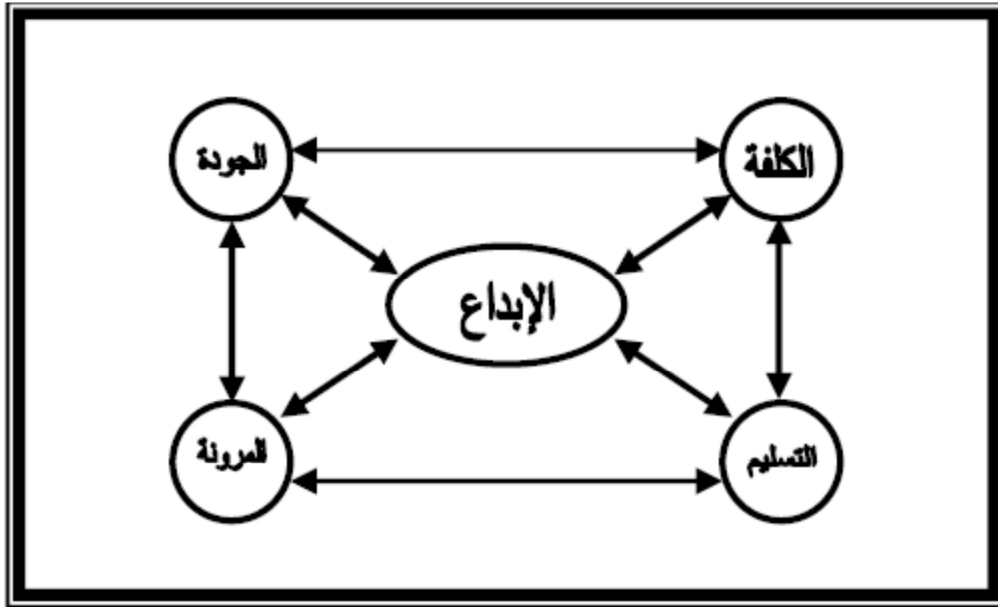 الكلفة
الجودة
الإبداع
التسليم
المرونة